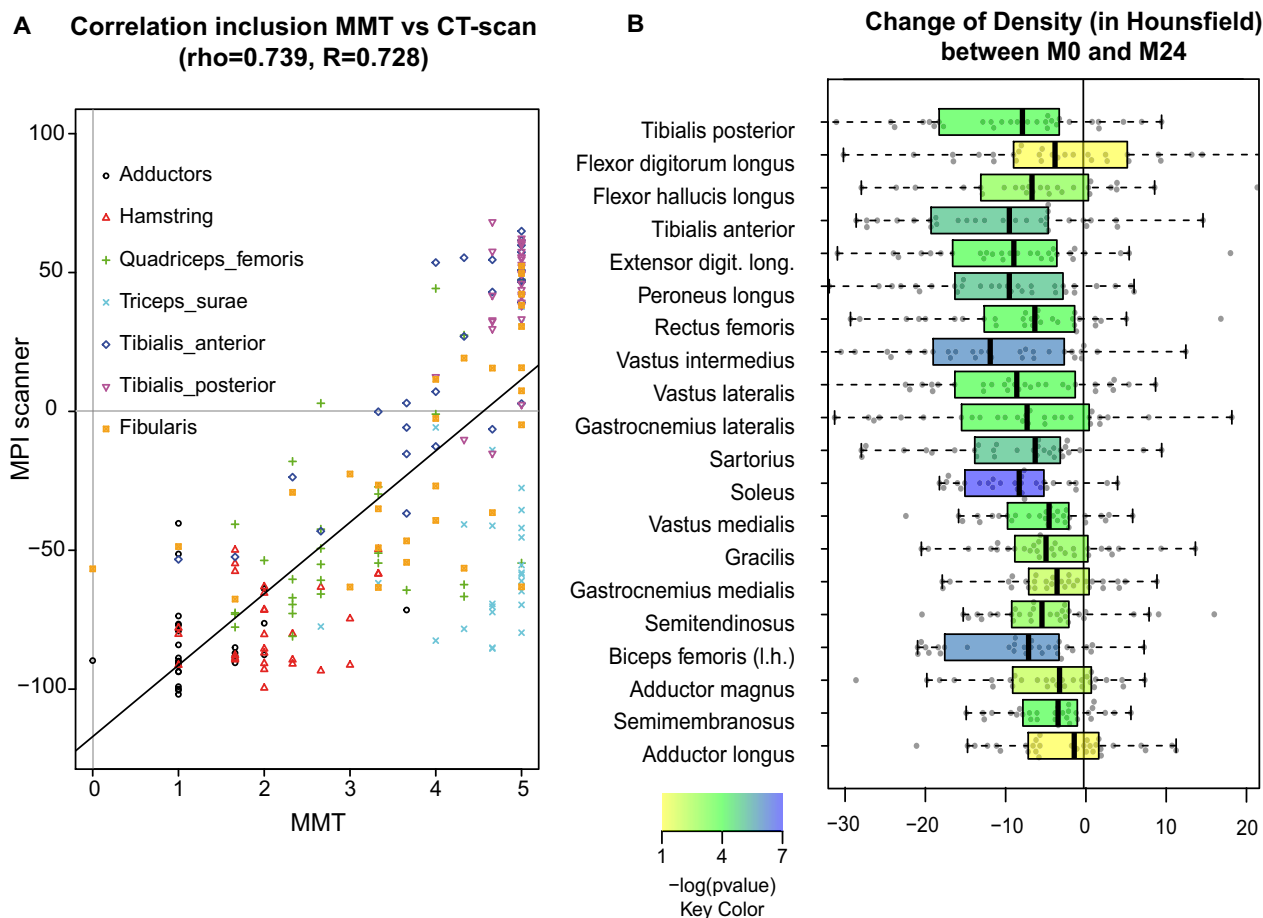 A
Correlation inclusion MMT vs CT-scan
(rho=0.739, R=0.728)
100
50
0
−50
−100
MPI scanner
Adductors
Hamstring
Quadriceps_femoris
Triceps_surae
Tibialis_anterior
Tibialis_posterior
Fibularis
0 1 2 3 4 5
MMT
B
Change of Density (in Hounsfield)
between M0 and M24
Tibialis posterior
Flexor digitorum longus
Flexor hallucis longus
Tibialis anterior
Extensor digit. long.
Peroneus longus
Rectus femoris
Vastus intermedius
Vastus lateralis
Gastrocnemius lateralis
Sartorius
Soleus
Vastus medialis
Gracilis
Gastrocnemius medialis
Semitendinosus
Biceps femoris (l.h.)
Adductor magnus
Semimembranosus
Adductor longus
−30 −20 −10 0 10 20
1 4 7
−log(pvalue)
Key Color